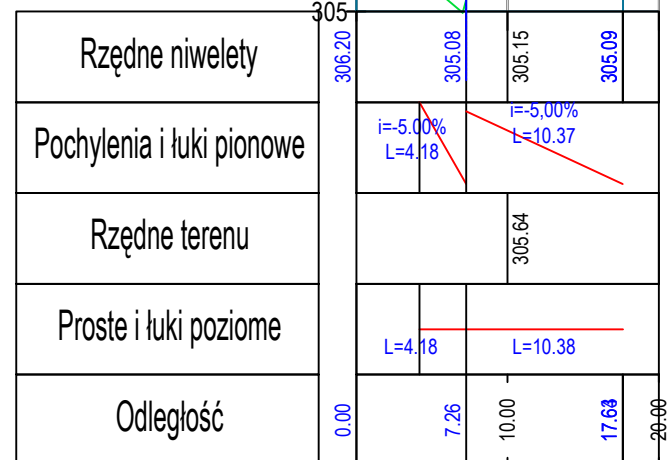 305
Rzędne niwelety 306.20 305.08 305.15 305.09
Pochylenia i łuki pionowe i=-5.00% L=4.18 i=-5,00% L=10.37
Rzędne terenu 305.64
Proste i łuki poziome L=4.18 L=10.38
Odległość 0.00 7.26 10.00 20.00